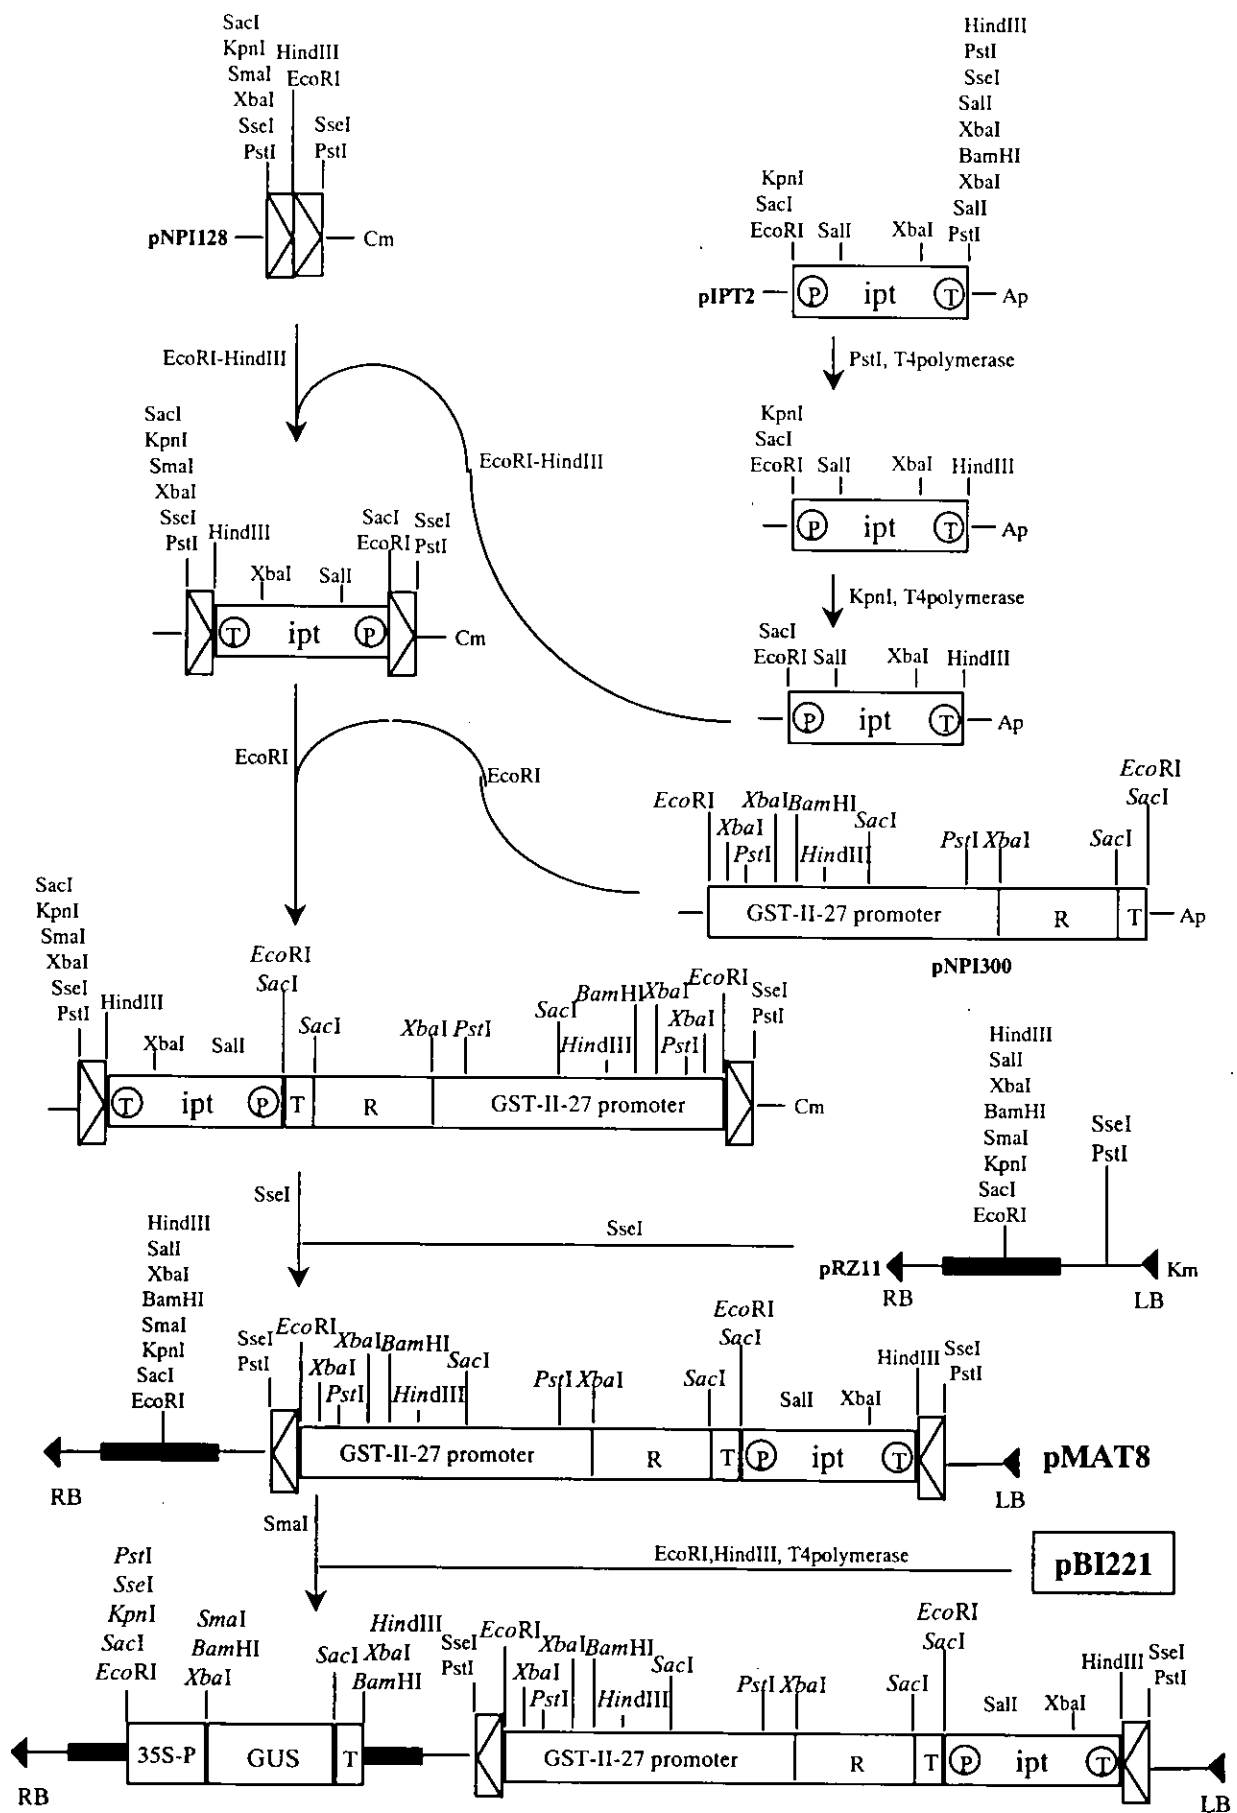 SacI
KpnI
SmaI
XbaI
SseI
PstI
HindIII
EcoRI
SseI
PstI
pNPI128
Cm
HindIII
PstI
SseI
SalI
XbaI
BamHI
XbaI
SalI
PstI
KpnI
SacI
EcoRI
SalI
XbaI
pIPT2
P
ipt
T
Ap
EcoRI-HindIII
PstI, T4polymerase
KpnI
SacI
EcoRI
SalI
XbaI
HindIII
P
ipt
T
Ap
EcoRI-HindIII
SacI
KpnI
SmaI
XbaI
SseI
PstI
HindIII
XbaI
SalI
SacI
EcoRI
SseI
PstI
T
ipt
P
Cm
KpnI, T4polymerase
SacI
EcoRI
SalI
XbaI
HindIII
P
ipt
T
Ap
EcoRI
EcoRI
EcoRI
XbaI
PstI
XbaI
BamHI
HindIII
SacI
PstI
XbaI
SacI
EcoRI
SacI
GST-II-27 promoter
R
T
Ap
pNPI300
SacI
KpnI
SmaI
XbaI
SseI
PstI
HindIII
XbaI
SalI
EcoRI
SacI
SacI
XbaI
PstI
SacI
HindIII
BamHI
XbaI
PstI
XbaI
EcoRI
SseI
PstI
T
ipt
P
T
R
GST-II-27 promoter
Cm
HindIII
SalI
XbaI
BamHI
SmaI
KpnI
SacI
EcoRI
SseI
PstI
SseI
SseI
pRZ11
RB
LB
Km
HindIII
SalI
XbaI
BamHI
SmaI
KpnI
SacI
EcoRI
SseI
PstI
EcoRI
XbaI
PstI
XbaI
BamHI
HindIII
SacI
PstI
XbaI
SacI
EcoRI
SacI
SalI
XbaI
HindIII
SseI
PstI
GST-II-27 promoter
R
T
P
ipt
T
pMAT8
RB
LB
SmaI
EcoRI,HindIII, T4polymerase
pBI221
PstI
SseI
KpnI
SacI
EcoRI
SmaI
BamHI
XbaI
SacI
HindIII
XbaI
BamHI
SseI
PstI
EcoRI
XbaI
PstI
XbaI
BamHI
HindIII
SacI
PstI
XbaI
SacI
EcoRI
SacI
SalI
XbaI
HindIII
SseI
PstI
35S-P
GUS
T
GST-II-27 promoter
R
T
P
ipt
T
RB
LB